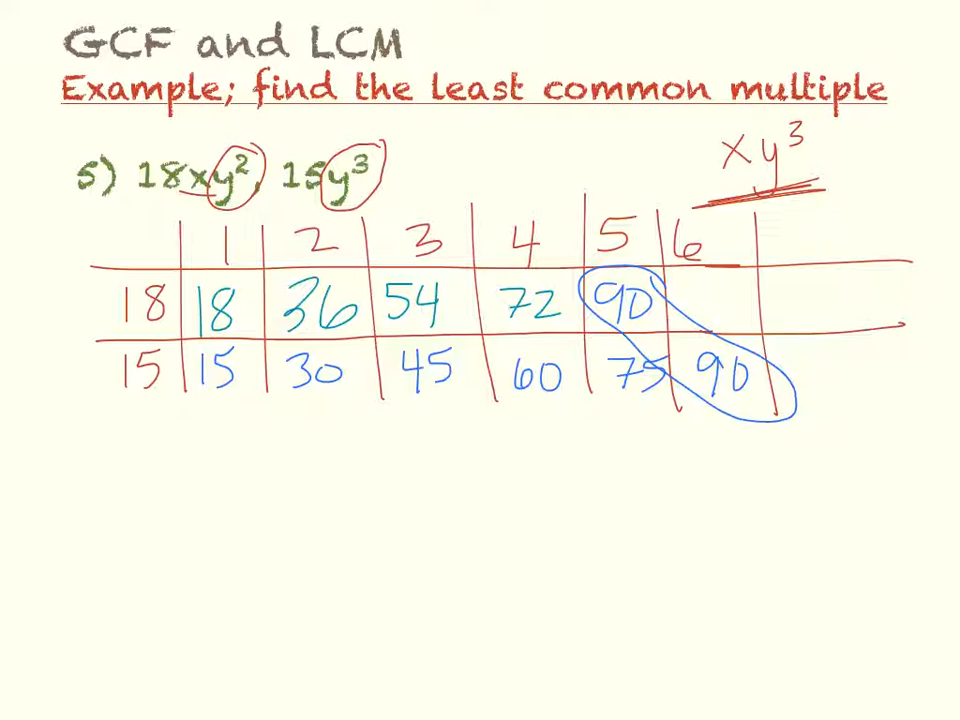 GCF and LCM
Example; find the least common multiple
xy³
5) 18xy², 15y³
1 2 3 4 5 6
18 18 36 54 72 90
15 15 30 45 60 75 90